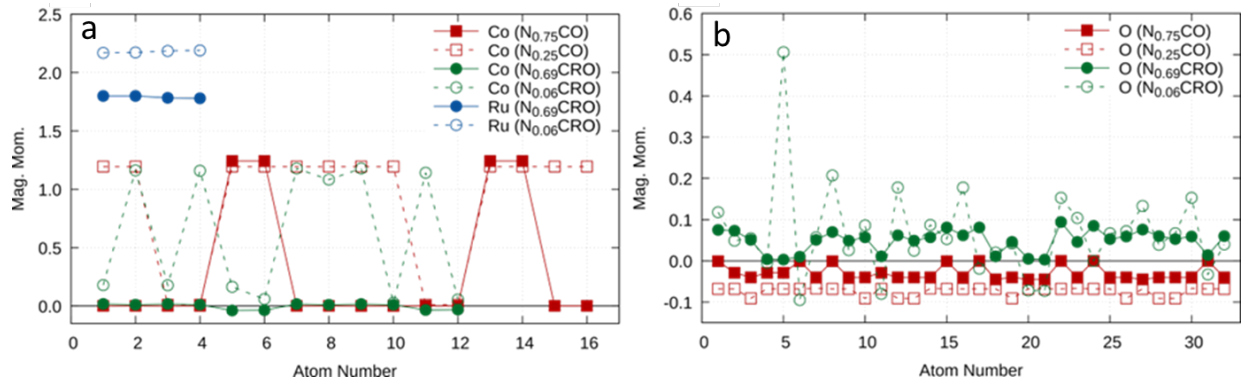 a
2.5
2.0
1.5
1.0
0.5
0.0
Mag. Mom.
0 2 4 6 8 10 12 14 16
Atom Number
Co (N0.75CO)
Co (N0.25CO)
Co (N0.69CRO)
Co (N0.06CRO)
Ru (N0.69CRO)
Ru (N0.06CRO)
b
0.6
0.5
0.4
0.3
0.2
0.1
0.0
-0.1
Mag. Mom.
0 5 10 15 20 25 30
Atom Number
O (N0.75CO)
O (N0.25CO)
O (N0.69CRO)
O (N0.06CRO)